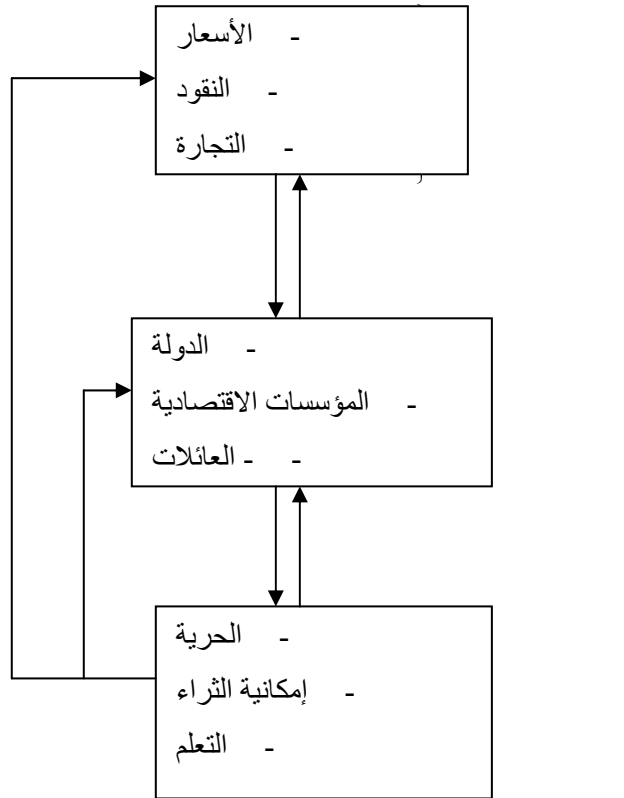 - الأسعار
- النقود
- التجارة
- الدولة
- المؤسسات الاقتصادية
- - العائلات
- الحرية
- إمكانية الثراء
- التعلم